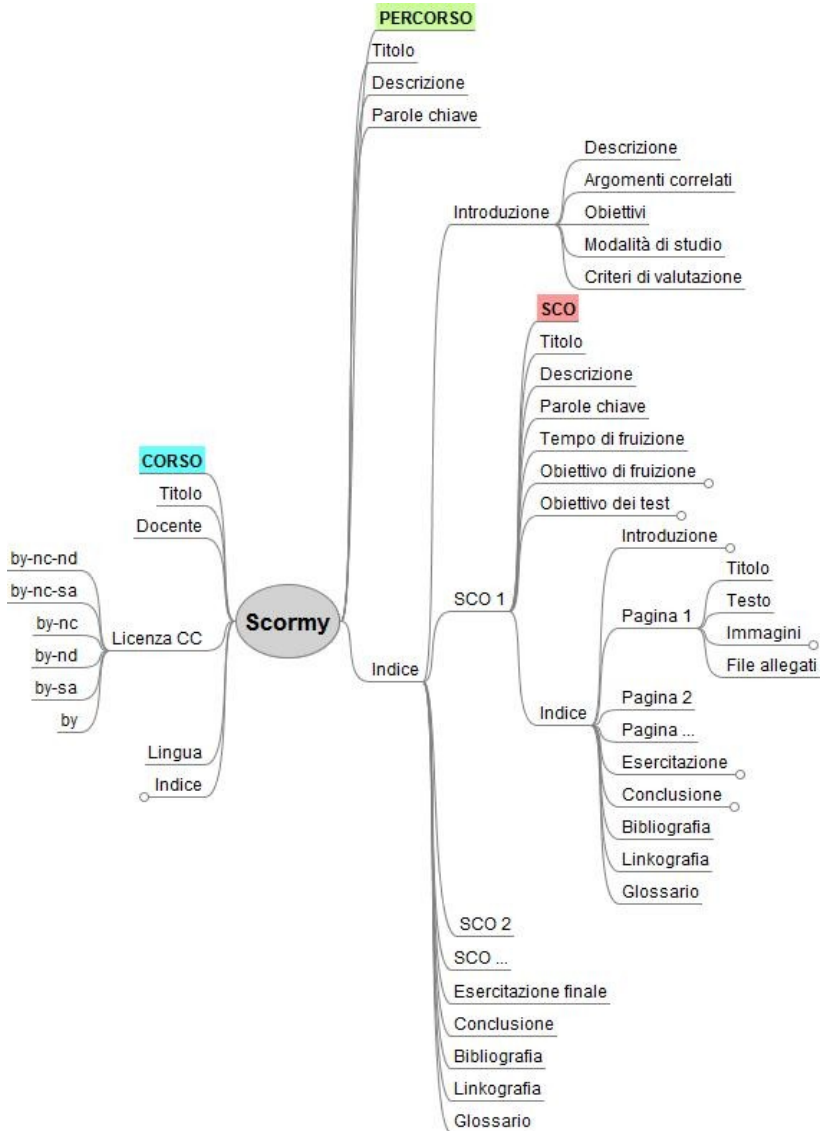 PERCORSO
Titolo
Descrizione
Parole chiave
Introduzione
Descrizione
Argomenti correlati
Obiettivi
Modalità di studio
Criteri di valutazione
SCO
Titolo
Descrizione
Parole chiave
Tempo di fruizione
Obiettivo di fruizione
Obiettivo dei test
SCO 1
Indice
Introduzione
Pagina 1
Titolo
Testo
Immagini
File allegati
Pagina 2
Pagina ...
Esercitazione
Conclusione
Bibliografia
Linkografia
Glossario
Indice
SCO 2
SCO ...
Esercitazione finale
Conclusione
Bibliografia
Linkografia
Glossario
Scormy
CORSO
Titolo
Docente
Licenza CC
by-nc-nd
by-nc-sa
by-nc
by-nd
by-sa
by
Lingua
Indice